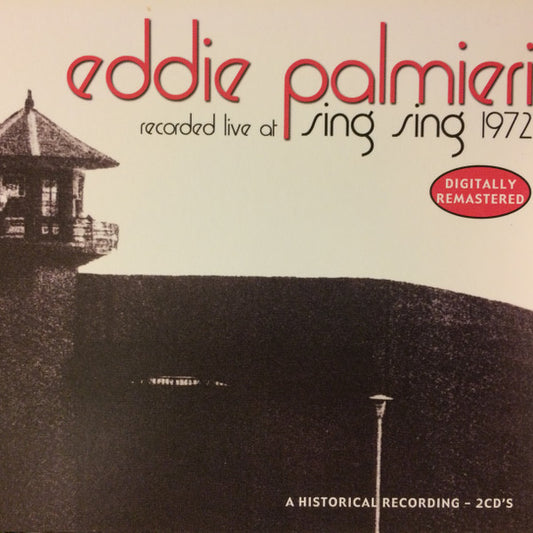 eddie palmieri
recorded live at sing sing 1972
DIGITALLY
REMASTERED
A HISTORICAL RECORDING – 2CD'S